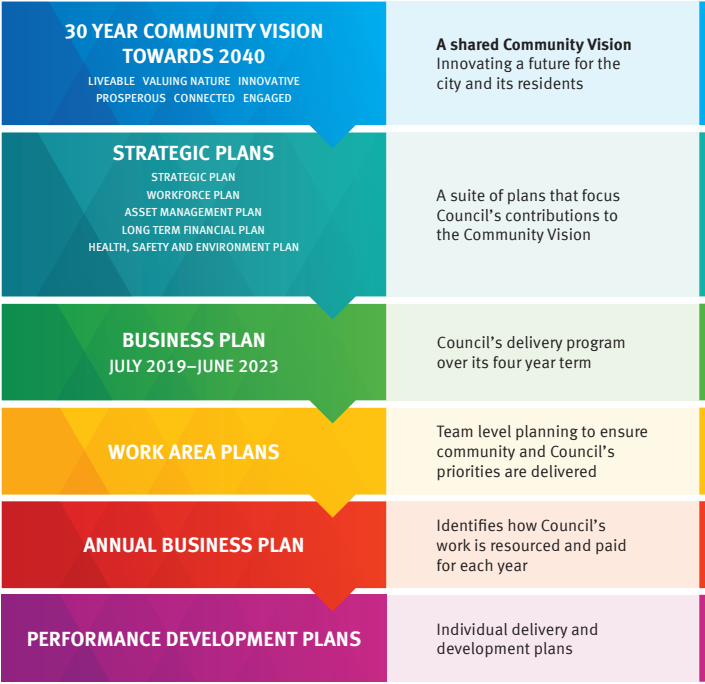 30 YEAR COMMUNITY VISION
TOWARDS 2040
LIVEABLE VALUING NATURE INNOVATIVE
PROSPEROUS CONNECTED ENGAGED
A shared Community Vision
Innovating a future for the
city and its residents
STRATEGIC PLANS
STRATEGIC PLAN
WORKFORCE PLAN
ASSET MANAGEMENT PLAN
LONG TERM FINANCIAL PLAN
HEALTH, SAFETY AND ENVIRONMENT PLAN
A suite of plans that focus
Council's contributions to
the Community Vision
BUSINESS PLAN
JULY 2019–JUNE 2023
Council's delivery program
over its four year term
WORK AREA PLANS
Team level planning to ensure
community and Council's
priorities are delivered
ANNUAL BUSINESS PLAN
Identifies how Council's
work is resourced and paid
for each year
PERFORMANCE DEVELOPMENT PLANS
Individual delivery and
development plans